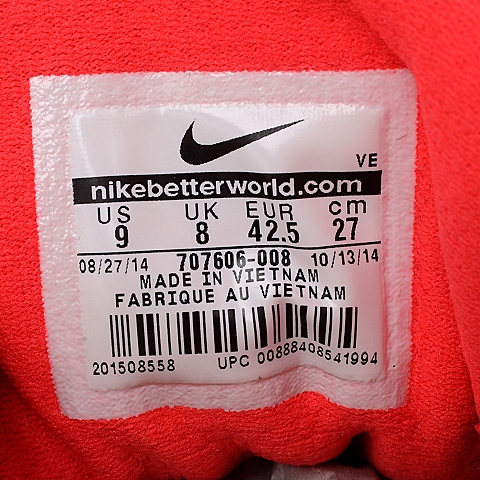 VE
nikebetterworld.com
US UK EUR cm
9 8 42.5 27
08/27/14 707606-008 10/13/14
MADE IN VIETNAM
FABRIQUE AU VIETNAM
201508558 UPC 00888408541994